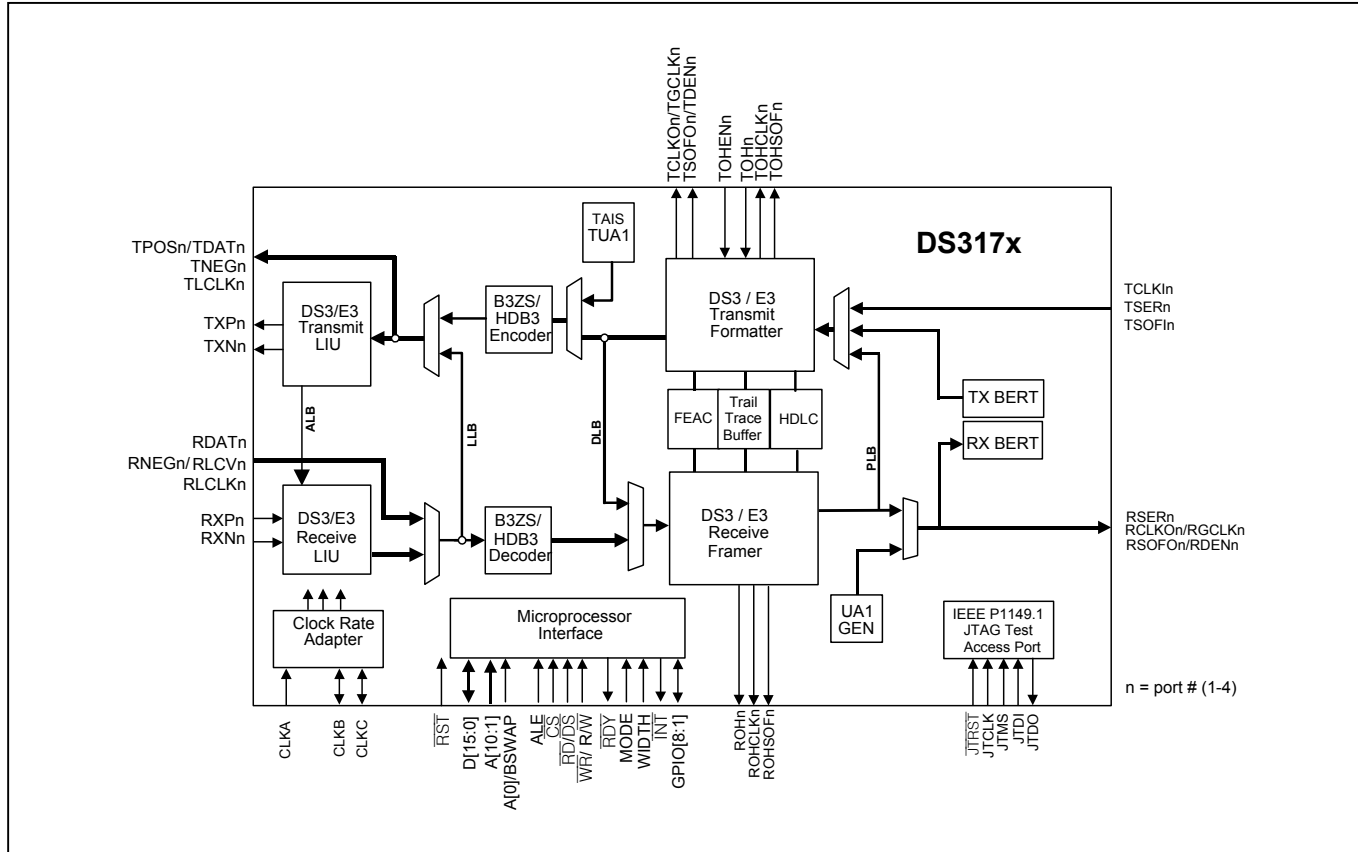 TCLKOn/TGCLKn
TSOFOn/TDENn
TOHENn
TOHn
TOHCLKn
TOHSOFn
DS317x
TAIS
TUA1
TPOSn/TDATn
TNEGn
TLCLKn
TXPn
TXNn
DS3/E3
Transmit
LIU
B3ZS/
HDB3
Encoder
DS3 / E3
Transmit
Formatter
TCLKIn
TSERn
TSOFIn
TX BERT
RX BERT
FEAC
Trail
Trace
Buffer
HDLC
ALB
LLB
DLB
PLB
RDATn
RNEGn/ RLCVn
RLCLKn
RXPn
RXNn
DS3/E3
Receive
LIU
B3ZS/
HDB3
Decoder
DS3 / E3
Receive
Framer
RSERn
RCLKOn/RGCLKn
RSOFOn/RDENn
UA1
GEN
Clock Rate
Adapter
Microprocessor
Interface
IEEE P1149.1
JTAG Test
Access Port
n = port # (1-4)
CLKA
CLKB
CLKC
RST
D[15:0]
A[10:1]
A[0]/BSWAP
ALE
CS
RD/DS
WR/ R/W
RDY
MODE
WIDTH
INT
GPIO[8:1]
ROHn
ROHCLKn
ROHSOFn
JTRST
JTCLK
JTMS
JTDI
JTDO